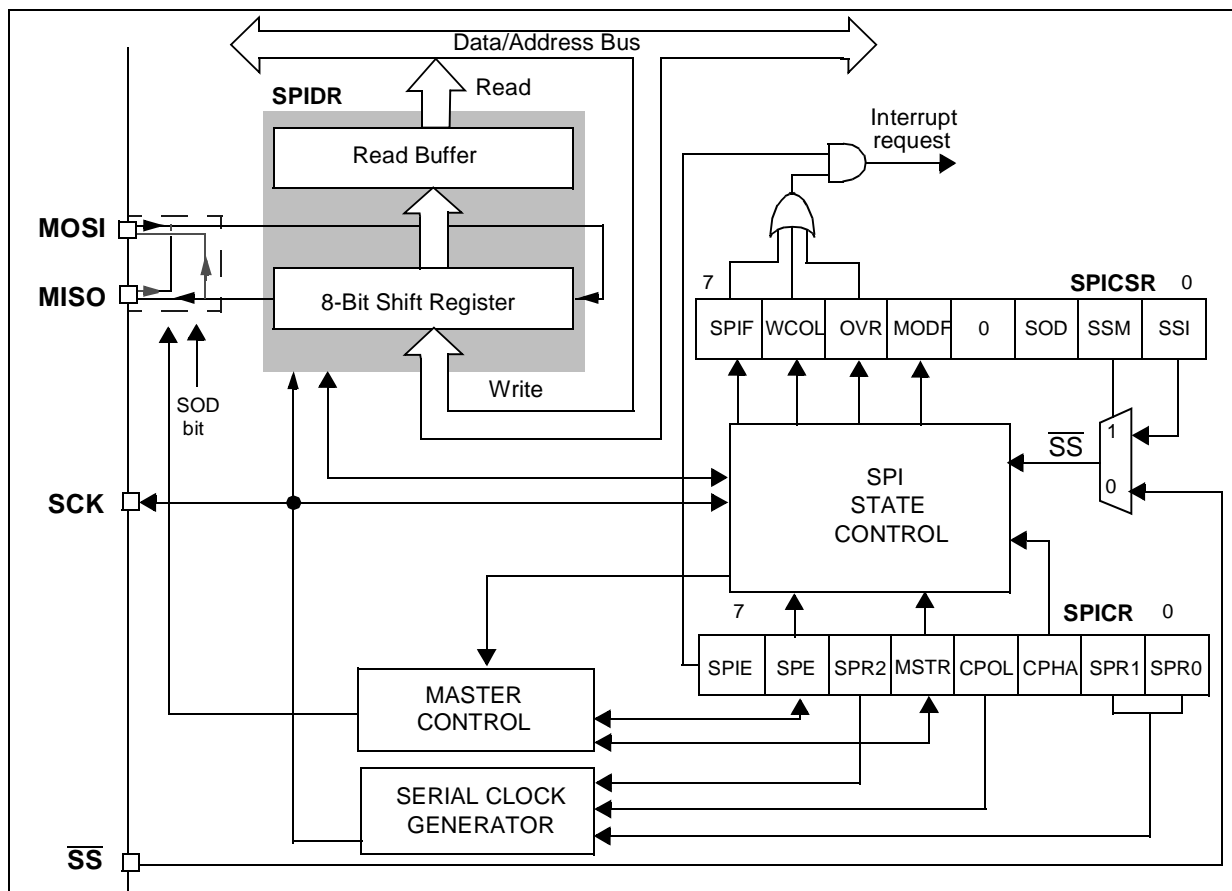 Data/Address Bus
Read
SPIDR
Read Buffer
Interrupt
request
MOSI
MISO
8-Bit Shift Register
Write
SOD
bit
7 SPICSR 0
SPIF WCOL OVR MODF 0 SOD SSM SSI
1
SS
0
SCK
SPI
STATE
CONTROL
7 SPICR 0
SPIE SPE SPR2 MSTR CPOL CPHA SPR1 SPR0
MASTER
CONTROL
SERIAL CLOCK
GENERATOR
SS